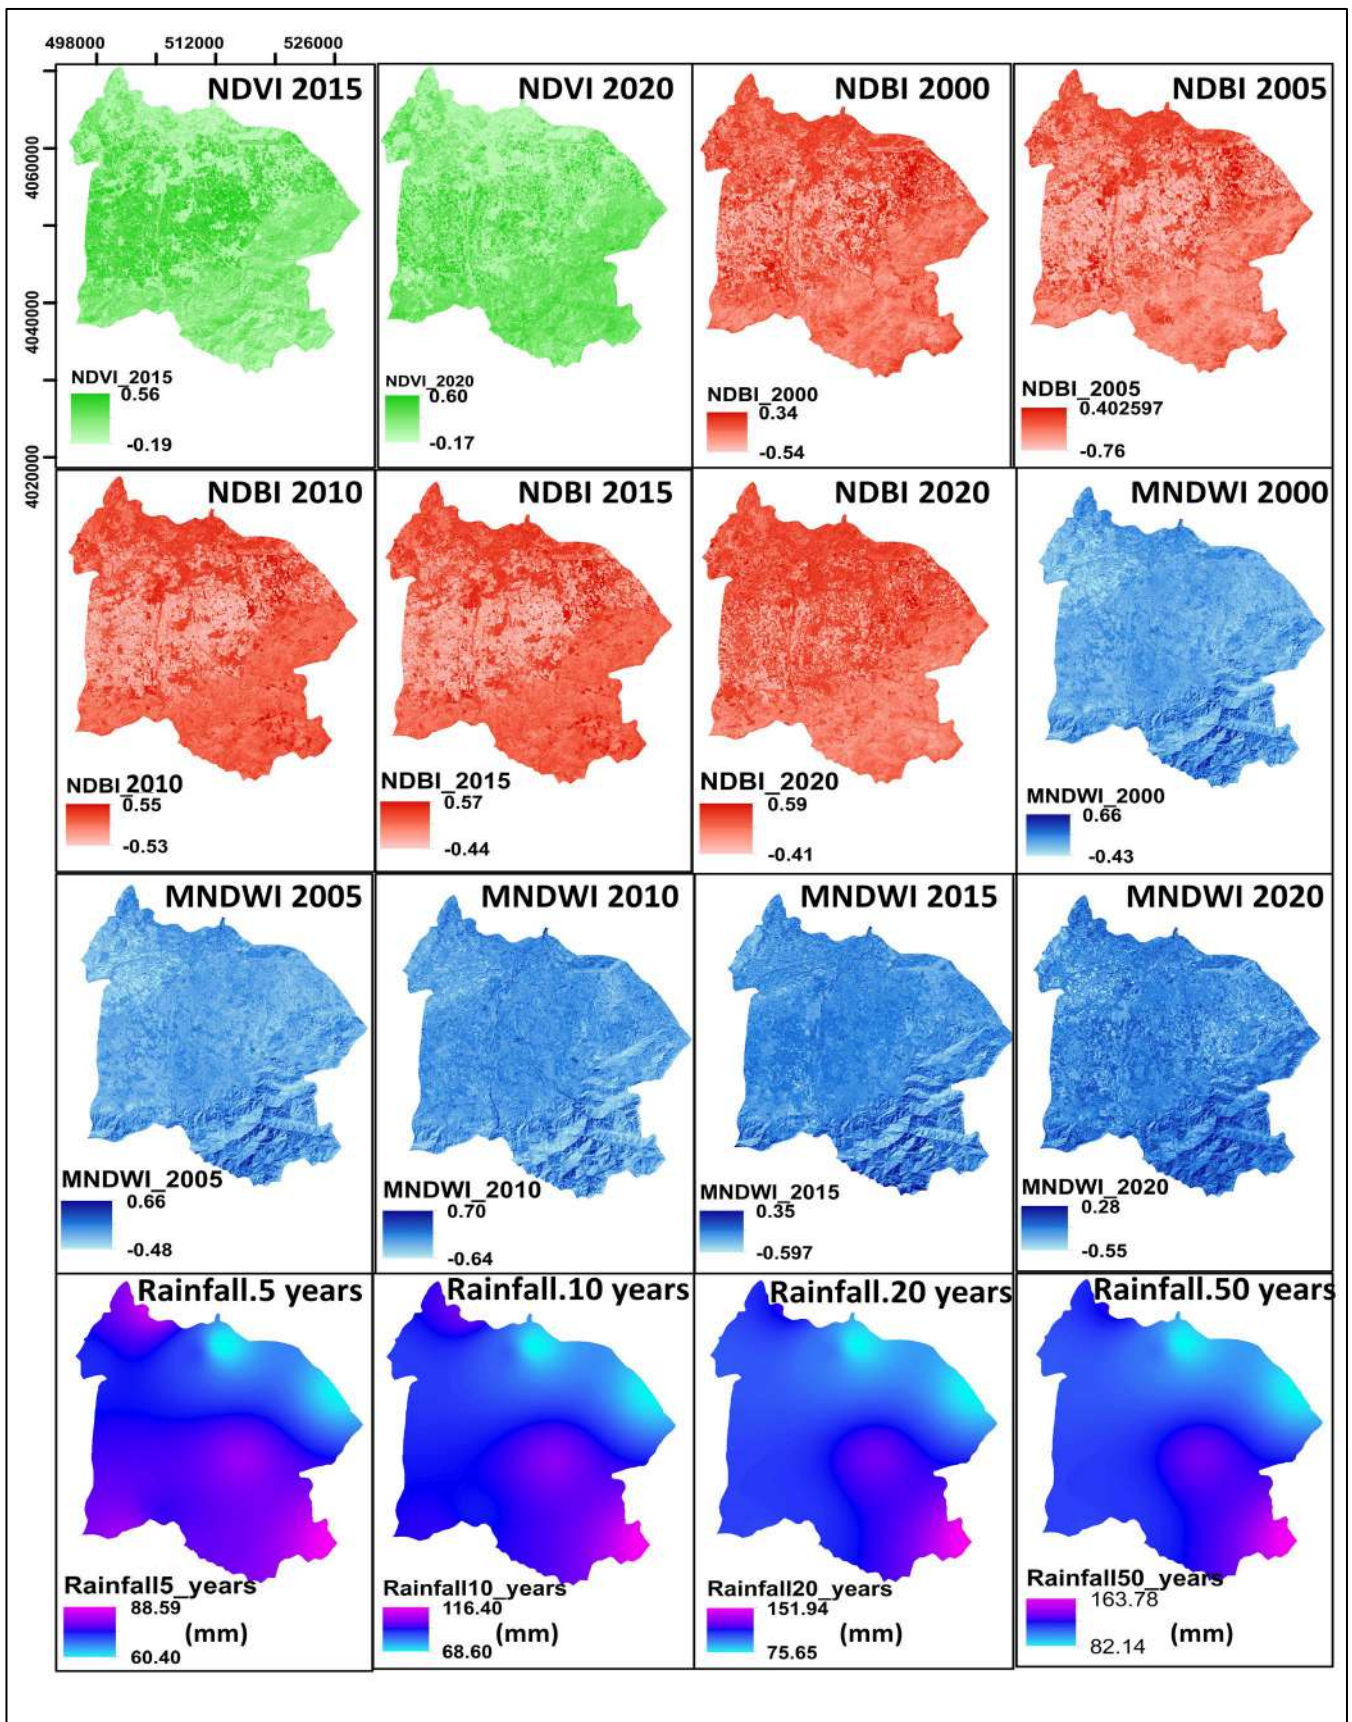 498000 512000 526000
4060000
4040000
4020000
NDVI 2015
NDVI_2015
0.56
-0.19
NDVI 2020
NDVI_2020
0.60
-0.17
NDBI 2000
NDBI_2000
0.34
-0.54
NDBI 2005
NDBI_2005
0.402597
-0.76
NDBI 2010
NDBI_2010
0.55
-0.53
NDBI 2015
NDBI_2015
0.57
-0.44
NDBI 2020
NDBI_2020
0.59
-0.41
MNDWI 2000
MNDWI_2000
0.66
-0.43
MNDWI 2005
MNDWI_2005
0.66
-0.48
MNDWI 2010
MNDWI_2010
0.70
-0.64
MNDWI 2015
MNDWI_2015
0.35
-0.597
MNDWI 2020
MNDWI_2020
0.28
-0.55
Rainfall.5 years
Rainfall5_years
88.59
(mm)
60.40
Rainfall.10 years
Rainfall10_years
116.40
(mm)
68.60
Rainfall.20 years
Rainfall20_years
151.94
(mm)
75.65
Rainfall.50 years
Rainfall50_years
163.78
(mm)
82.14